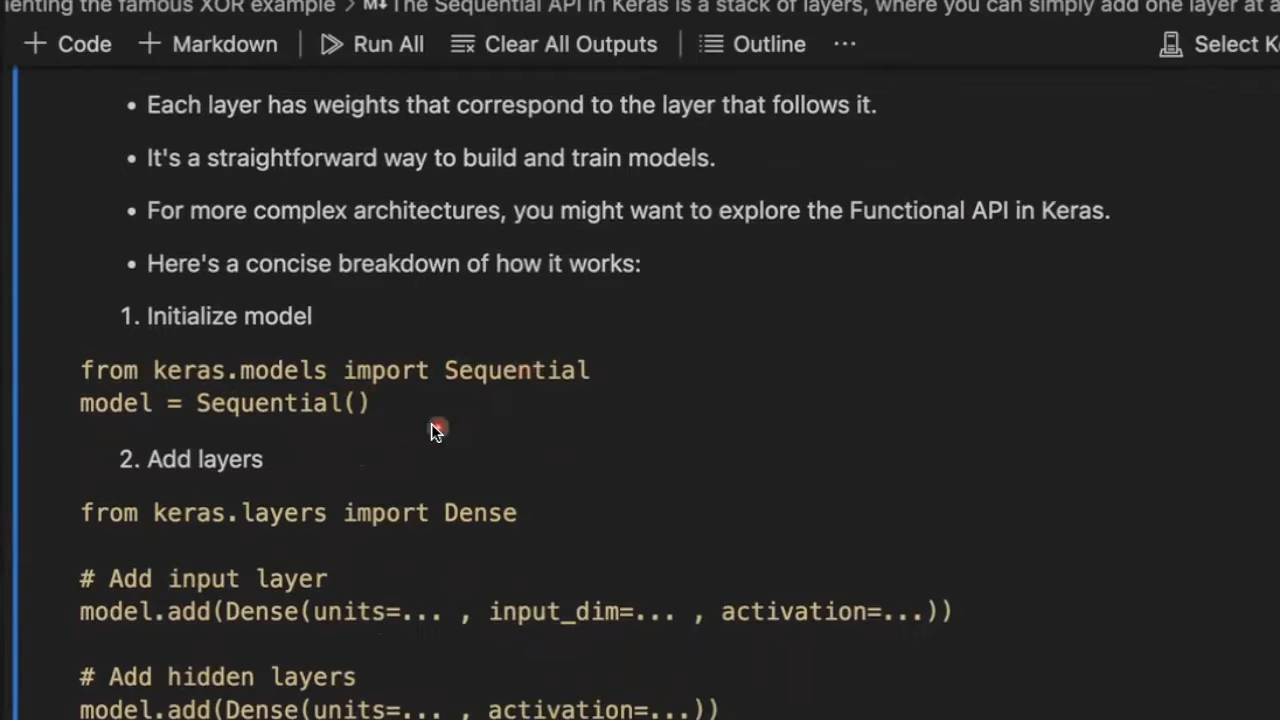 enting the famous XOR example > M↓ The Sequential API in Keras is a stack of layers, where you can simply add one layer at a
+ Code + Markdown Run All Clear All Outputs Outline ... Select K
• Each layer has weights that correspond to the layer that follows it.
• It's a straightforward way to build and train models.
• For more complex architectures, you might want to explore the Functional API in Keras.
• Here's a concise breakdown of how it works:
1. Initialize model
from keras.models import Sequential
model = Sequential()
2. Add layers
from keras.layers import Dense
# Add input layer
model.add(Dense(units=... , input_dim=... , activation=...))
# Add hidden layers
model.add(Dense(units=... , activation=...))